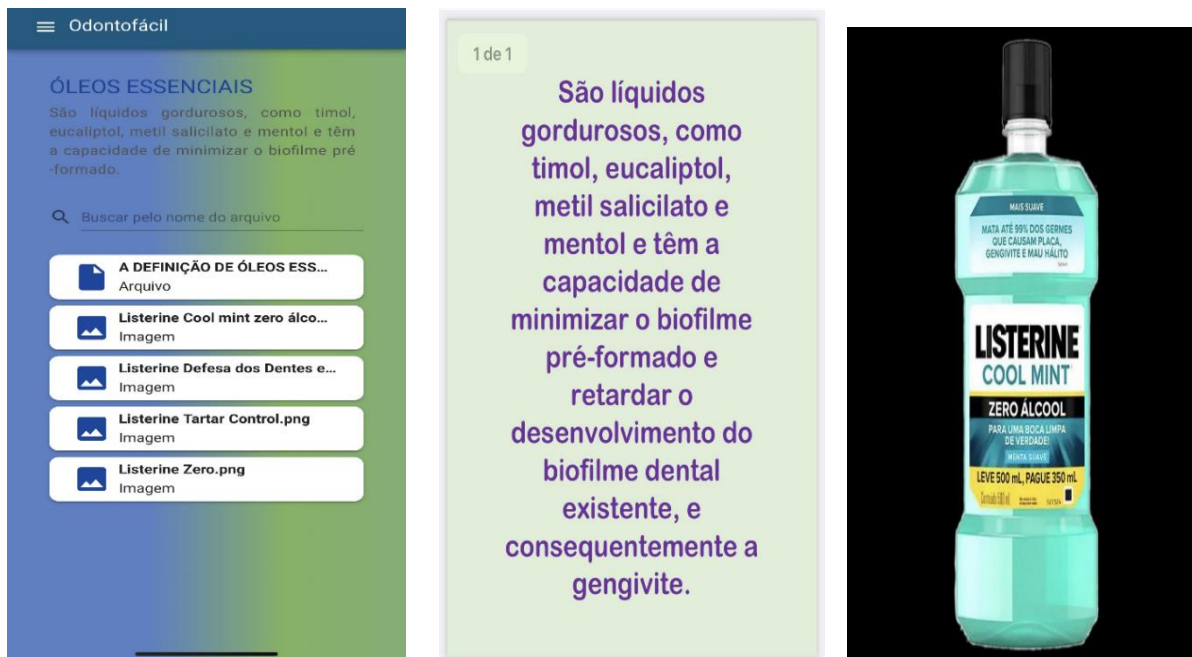 Odontofácil
ÓLEOS ESSENCIAIS
São líquidos gordurosos, como timol,
eucaliptol, metil salicilato e mentol e têm
a capacidade de minimizar o biofilme pré
-formado.
Buscar pelo nome do arquivo
A DEFINIÇÃO DE ÓLEOS ESS...
Arquivo
Listerine Cool mint zero álco...
Imagem
Listerine Defesa dos Dentes e...
Imagem
Listerine Tartar Control.png
Imagem
Listerine Zero.png
Imagem
1 de 1
São líquidos
gordurosos, como
timol, eucaliptol,
metil salicilato e
mentol e têm a
capacidade de
minimizar o biofilme
pré-formado e
retardar o
desenvolvimento do
biofilme dental
existente, e
consequentemente a
gengivite.
MAIS SUAVE
MATA ATÉ 99% DOS GERMES
QUE CAUSAM PLACA,
GENGIVITE E MAU HÁLITO
LISTERINE
COOL MINT
ZERO ÁLCOOL
PARA UMA BOCA LIMPA
DE VERDADE!
MENTA SUAVE
LEVE 500 mL, PAGUE 350 mL